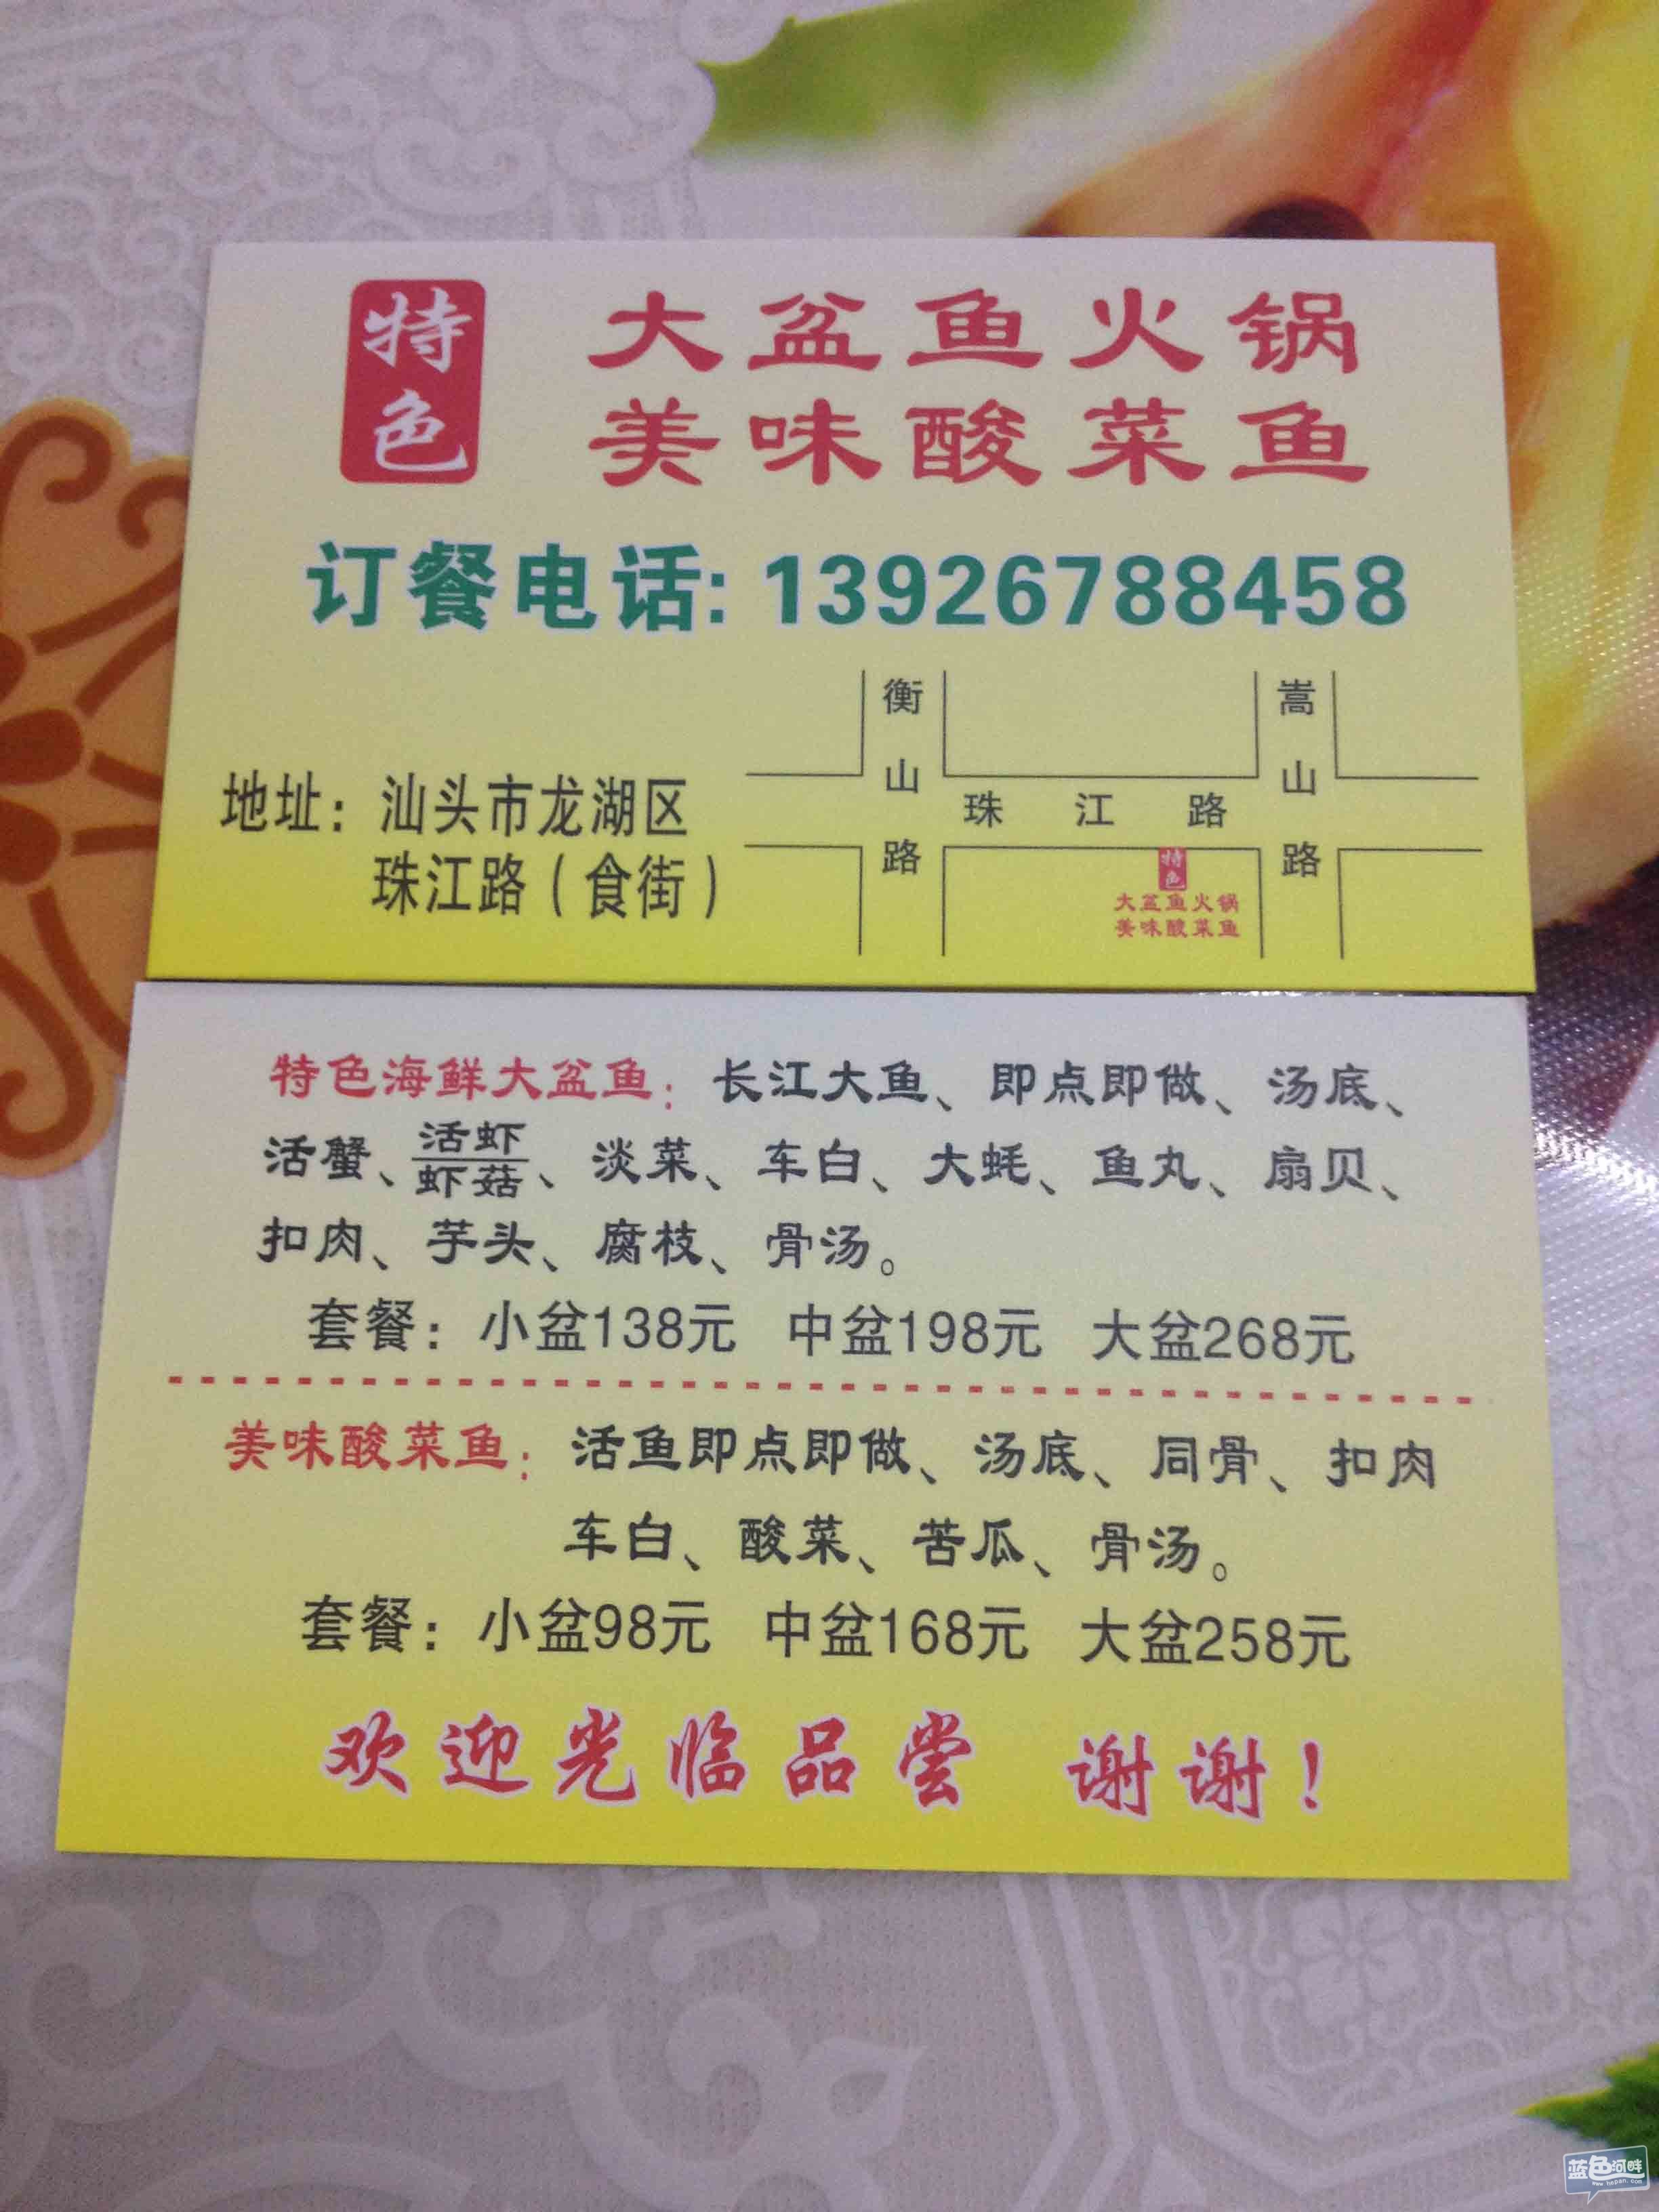 特色
大盆鱼火锅
美味酸菜鱼
订餐电话: 13926788458
地址: 汕头市龙湖区
珠江路(食街)
衡山路
嵩山路
珠江路
特色
大盆鱼火锅
美味酸菜鱼
特色海鲜大盆鱼: 长江大鱼、即点即做、汤底、
活蟹、活虾/虾菇、淡菜、车白、大蚝、鱼丸、扇贝、
扣肉、芋头、腐枝、骨汤。
套餐: 小盆138元 中盆198元 大盆268元
美味酸菜鱼: 活鱼即点即做、汤底、同骨、扣肉
车白、酸菜、苦瓜、骨汤。
套餐: 小盆98元 中盆168元 大盆258元
欢迎光临品尝 谢谢!
蓝色河畔
www.hepan.com